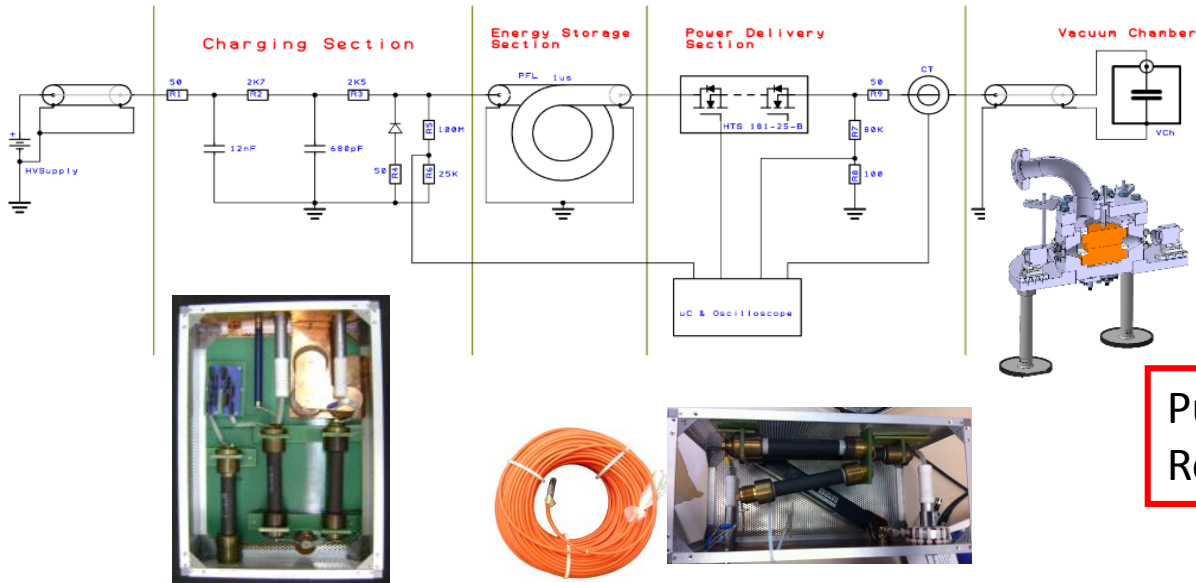 Charging Section
Energy Storage
Section
Power Delivery
Section
Vacuum Chamber
50
R1
2K7
R2
2K5
R3
12nF
680pF
50
R4
R5
100M
R6
25K
HVSupply
+
PFL 1us
HTS 181-25-B
50
R9
CT
R7
80K
R8
100
VCh
uC & Oscilloscope
Pu
Re